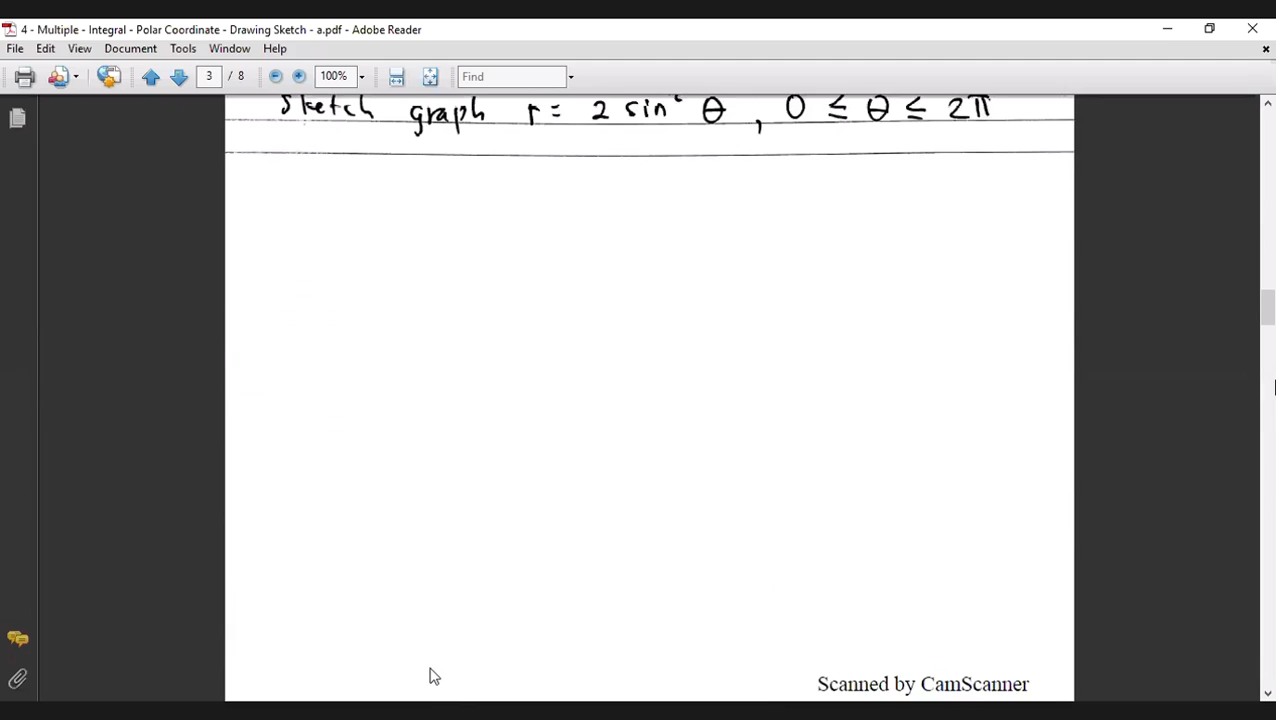 4 - Multiple - Integral - Polar Coordinate - Drawing Sketch - a.pdf - Adobe Reader
File Edit View Document Tools Window Help
3 / 8 100% Find
Sketch graph r = 2 sin² θ , 0 ≤ θ ≤ 2π
Scanned by CamScanner